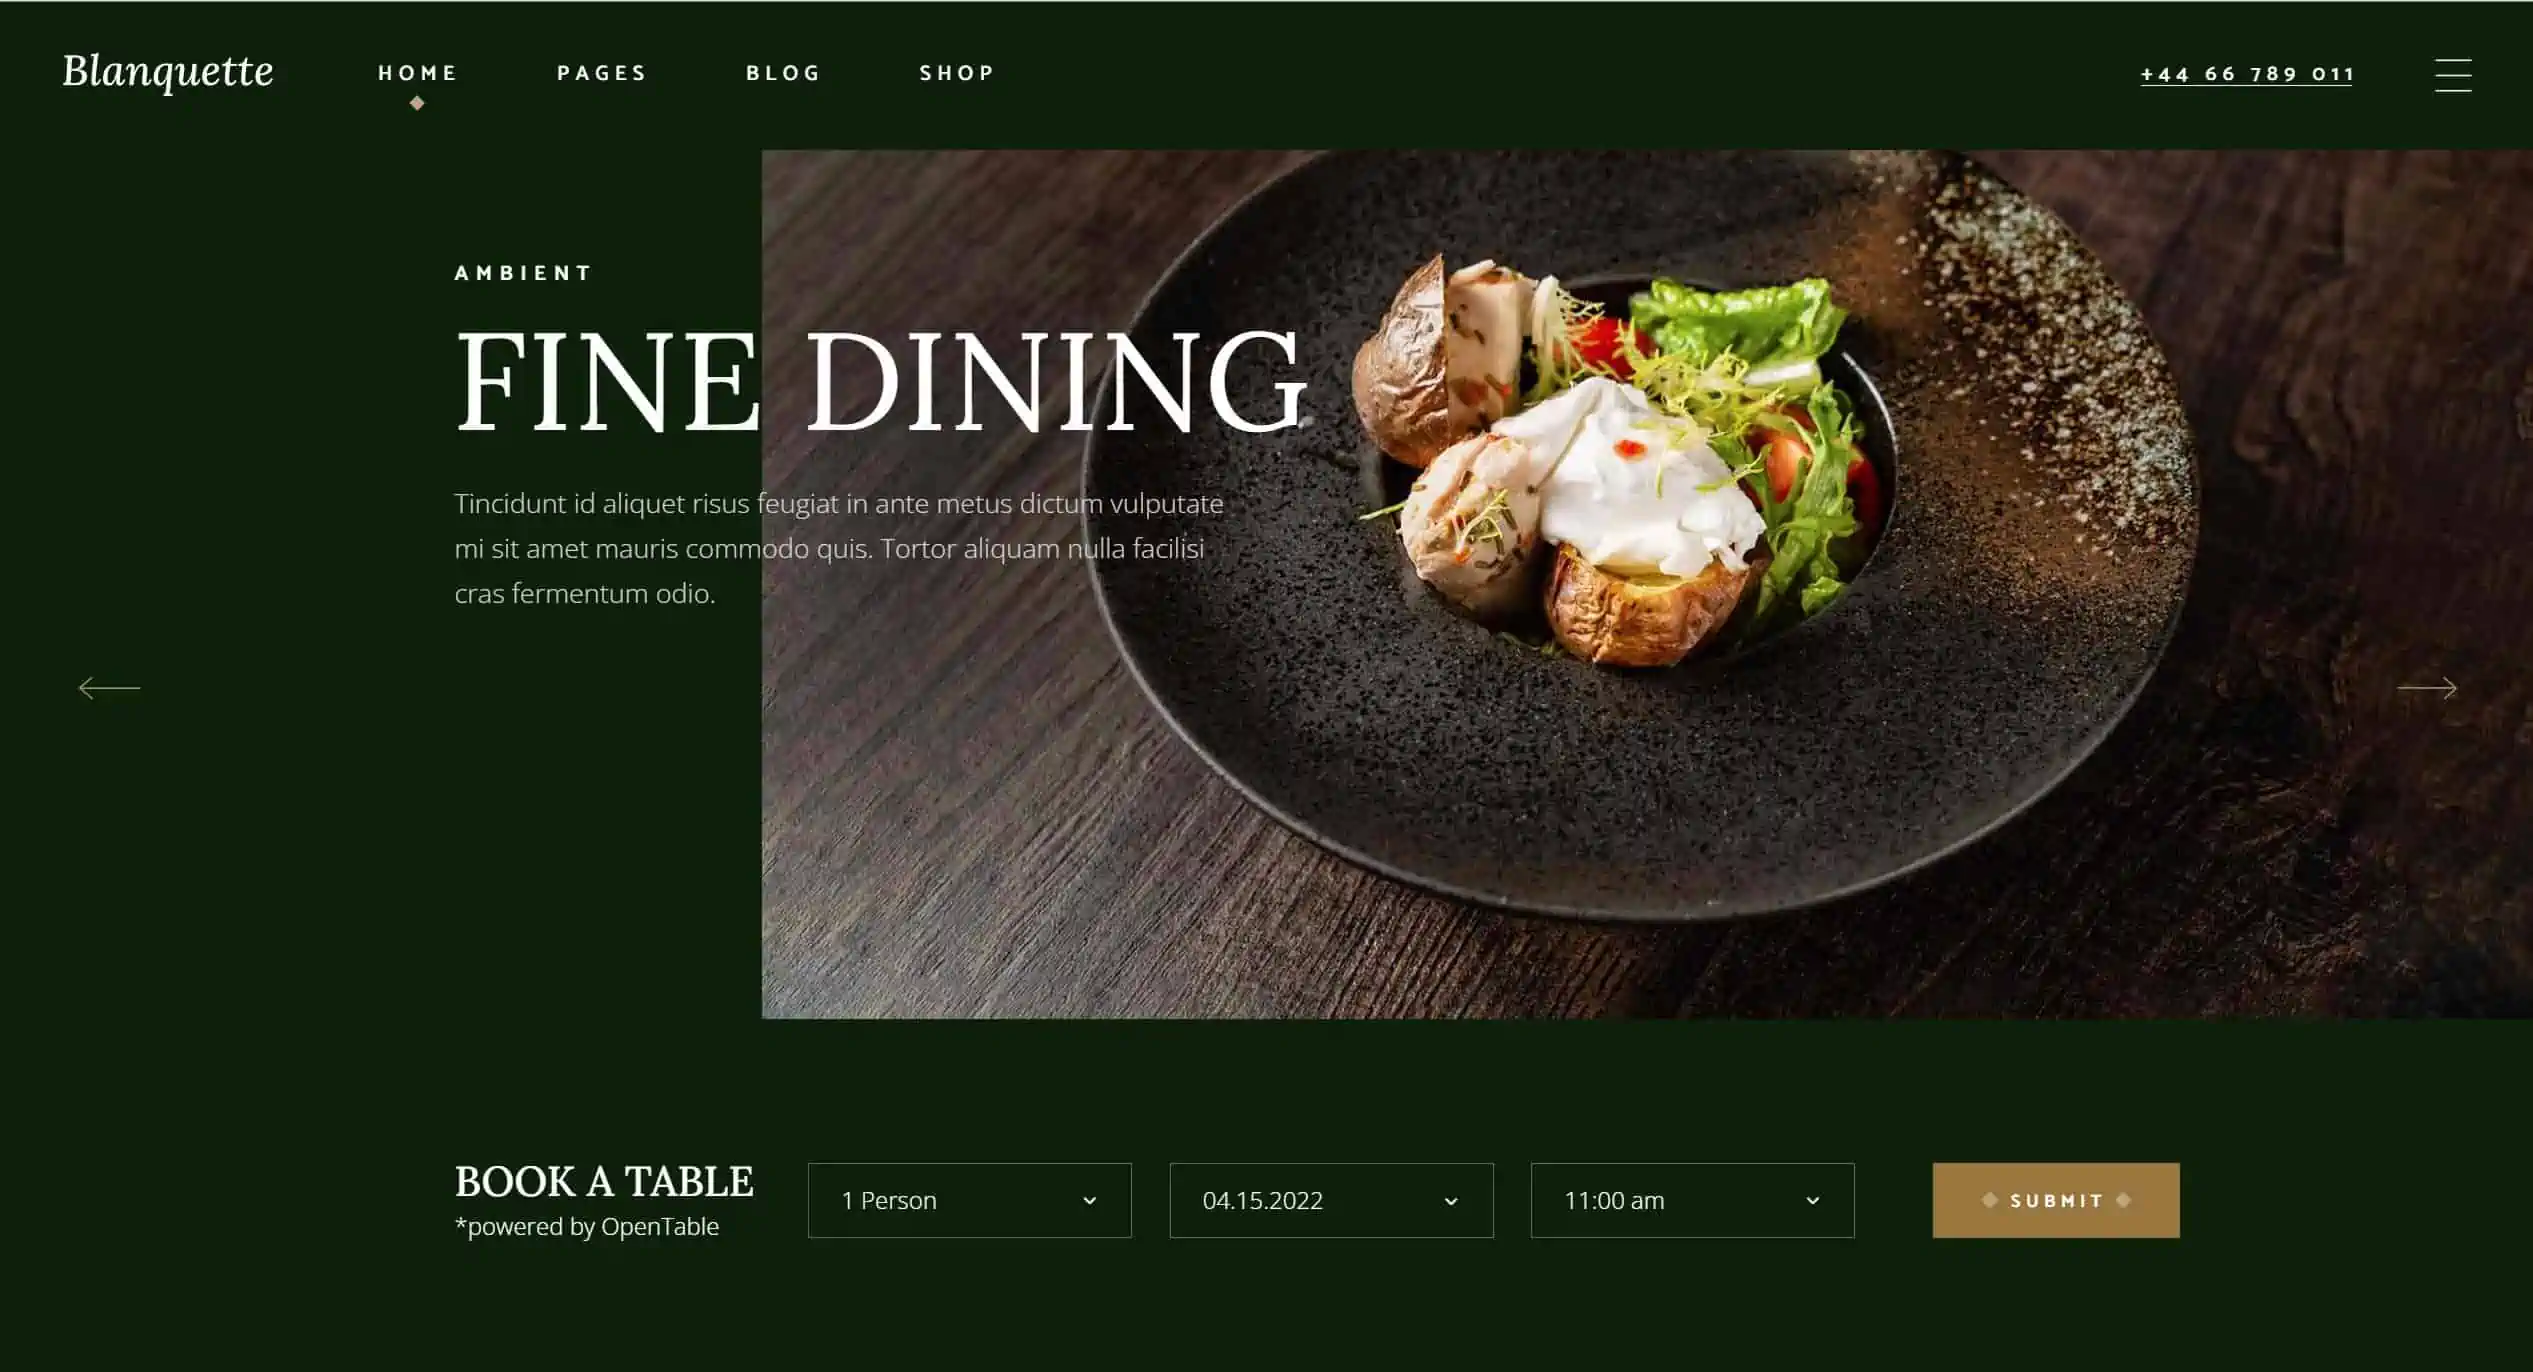 Blanquette
HOME
PAGES
BLOG
SHOP
+44 66 789 011
AMBIENT
FINE DINING
Tincidunt id aliquet risus feugiat in ante metus dictum vulputate
mi sit amet mauris commodo quis. Tortor aliquam nulla facilisi
cras fermentum odio.
BOOK A TABLE
*powered by OpenTable
1 Person
04.15.2022
11:00 am
SUBMIT